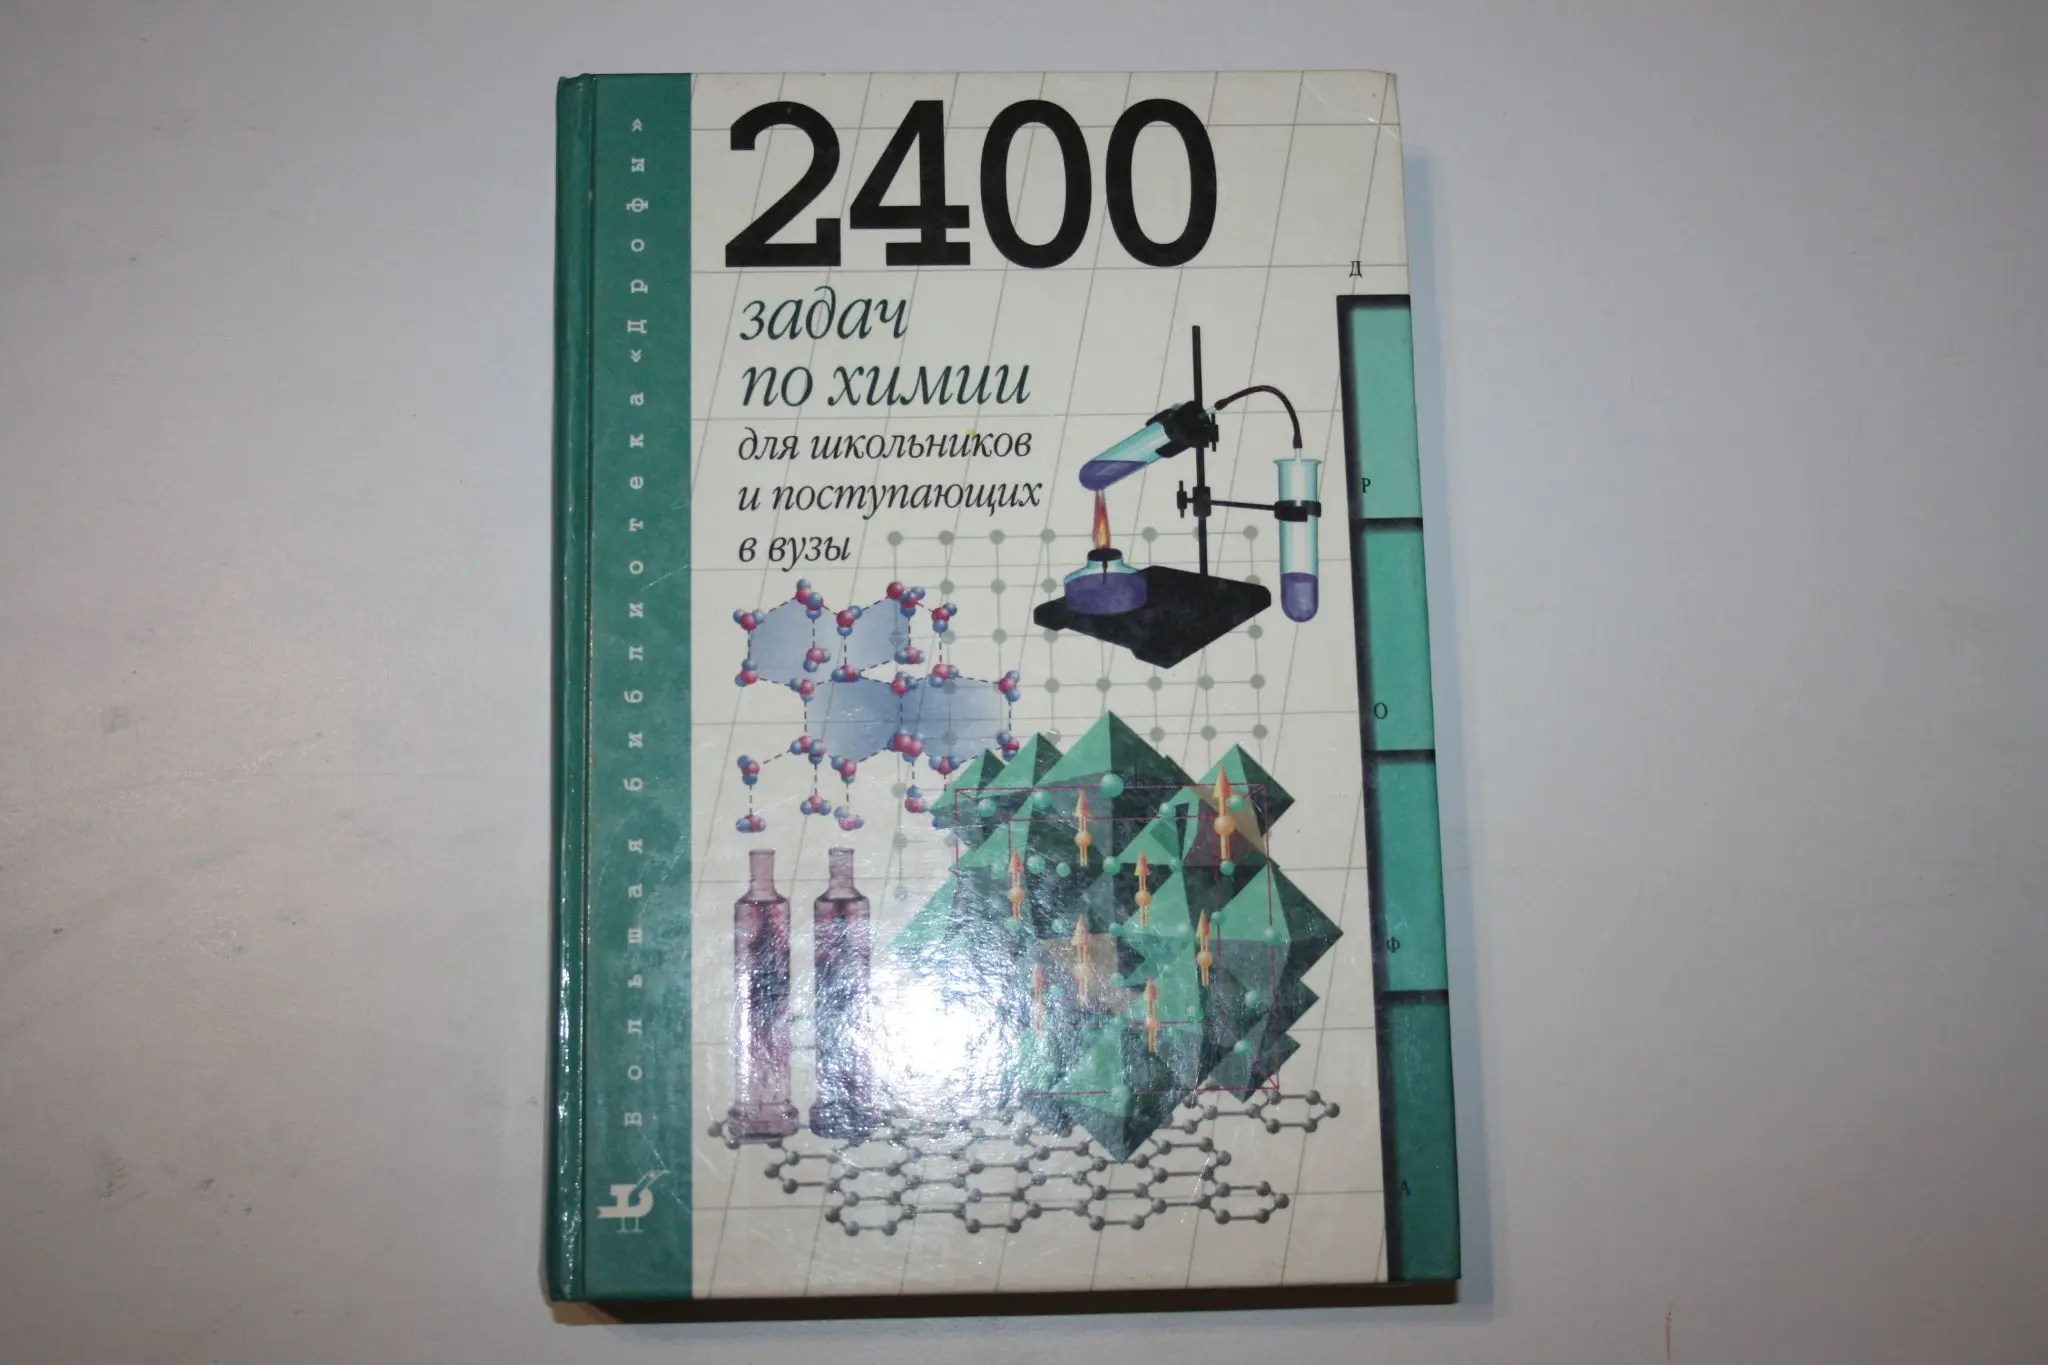 2400
задач
по химии
для школьников
и поступающих
в вузы
Большая библиотека «Дрофы»
Д
Р
О
Ф
А